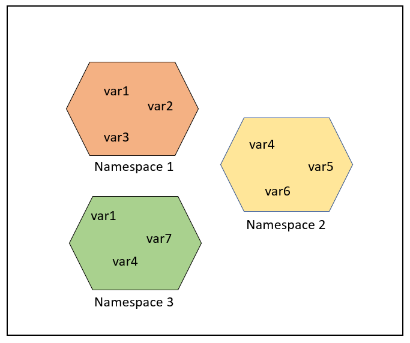 var1
var2
var3
Namespace 1
var4
var5
var6
Namespace 2
var1
var7
var4
Namespace 3